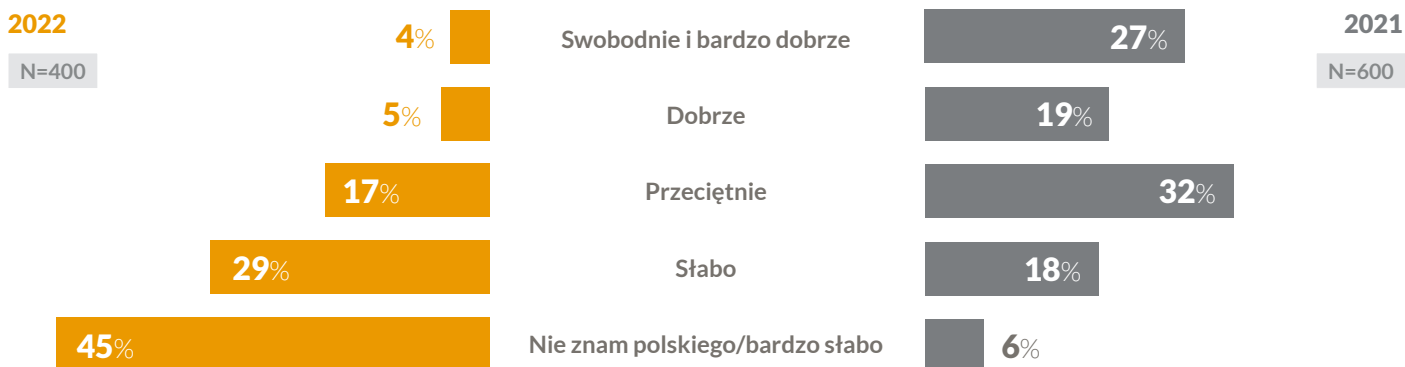 2022
2021
N=400
N=600
4% Swobodnie i bardzo dobrze 27%
5% Dobrze 19%
17% Przeciętnie 32%
29% Słabo 18%
45% Nie znam polskiego/bardzo słabo 6%